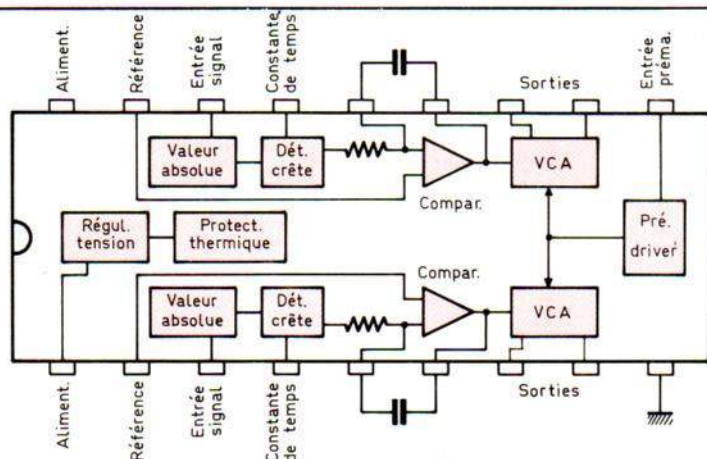 Aliment.
Référence
Entrée
signal
Constante
de temps
Sorties
Entrée
préma.
Valeur
absolue
Dét.
crête
Compar.
VCA
Régul.
tension
Protect.
thermique
Pré.
driver
Compar.
Valeur
absolue
Dét.
crête
VCA
Aliment.
Référence
Entrée
signal
Constante
de temps
Sorties